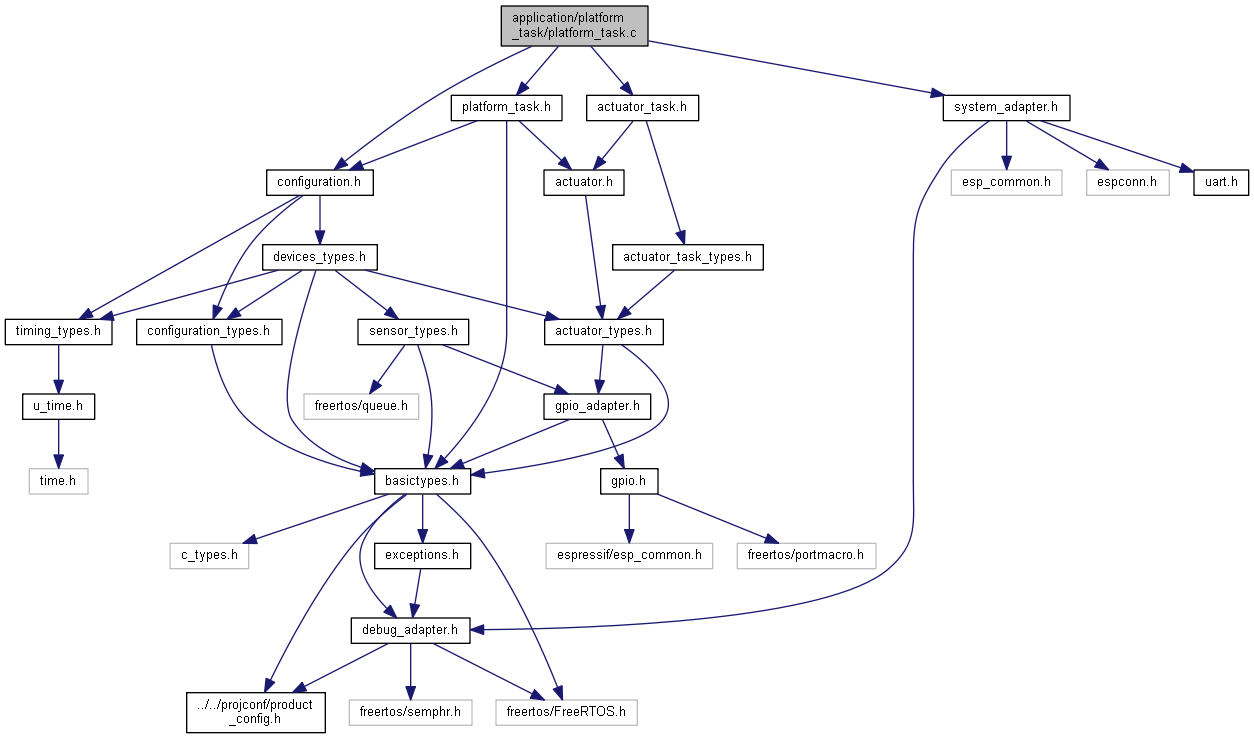 application/platform
_task/platform_task.c
platform_task.h
actuator_task.h
system_adapter.h
configuration.h
actuator.h
esp_common.h
espconn.h
uart.h
devices_types.h
actuator_task_types.h
timing_types.h
configuration_types.h
sensor_types.h
actuator_types.h
u_time.h
freertos/queue.h
gpio_adapter.h
time.h
basictypes.h
gpio.h
c_types.h
exceptions.h
espressif/esp_common.h
freertos/portmacro.h
debug_adapter.h
../../projconf/product
_config.h
freertos/semphr.h
freertos/FreeRTOS.h